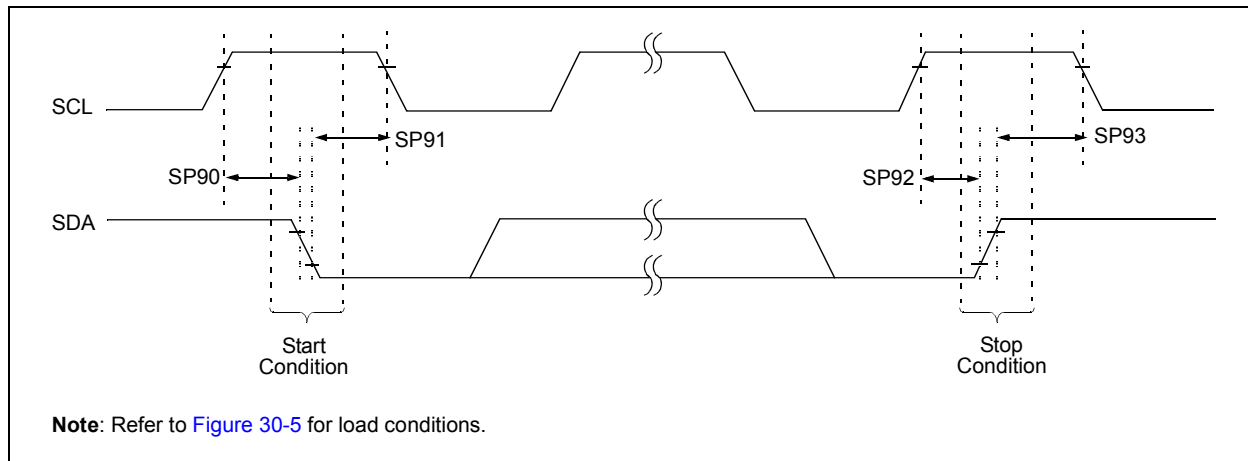 SCL
SP91
SP93
SP90
SP92
SDA
Start
Condition
Stop
Condition
Note: Refer to Figure 30-5 for load conditions.